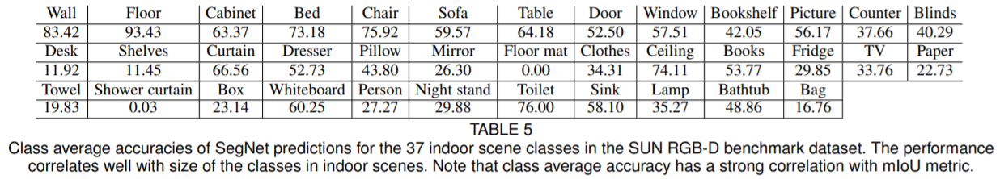 Wall Floor Cabinet Bed Chair Sofa Table Door Window Bookshelf Picture Counter Blinds
83.42 93.43 63.37 73.18 75.92 59.57 64.18 52.50 57.51 42.05 56.17 37.66 40.29
Desk Shelves Curtain Dresser Pillow Mirror Floor mat Clothes Ceiling Books Fridge TV Paper
11.92 11.45 66.56 52.73 43.80 26.30 0.00 34.31 74.11 53.77 29.85 33.76 22.73
Towel Shower curtain Box Whiteboard Person Night stand Toilet Sink Lamp Bathtub Bag
19.83 0.03 23.14 60.25 27.27 29.88 76.00 58.10 35.27 48.86 16.76
TABLE 5
Class average accuracies of SegNet predictions for the 37 indoor scene classes in the SUN RGB-D benchmark dataset. The performance
correlates well with size of the classes in indoor scenes. Note that class average accuracy has a strong correlation with mIoU metric.